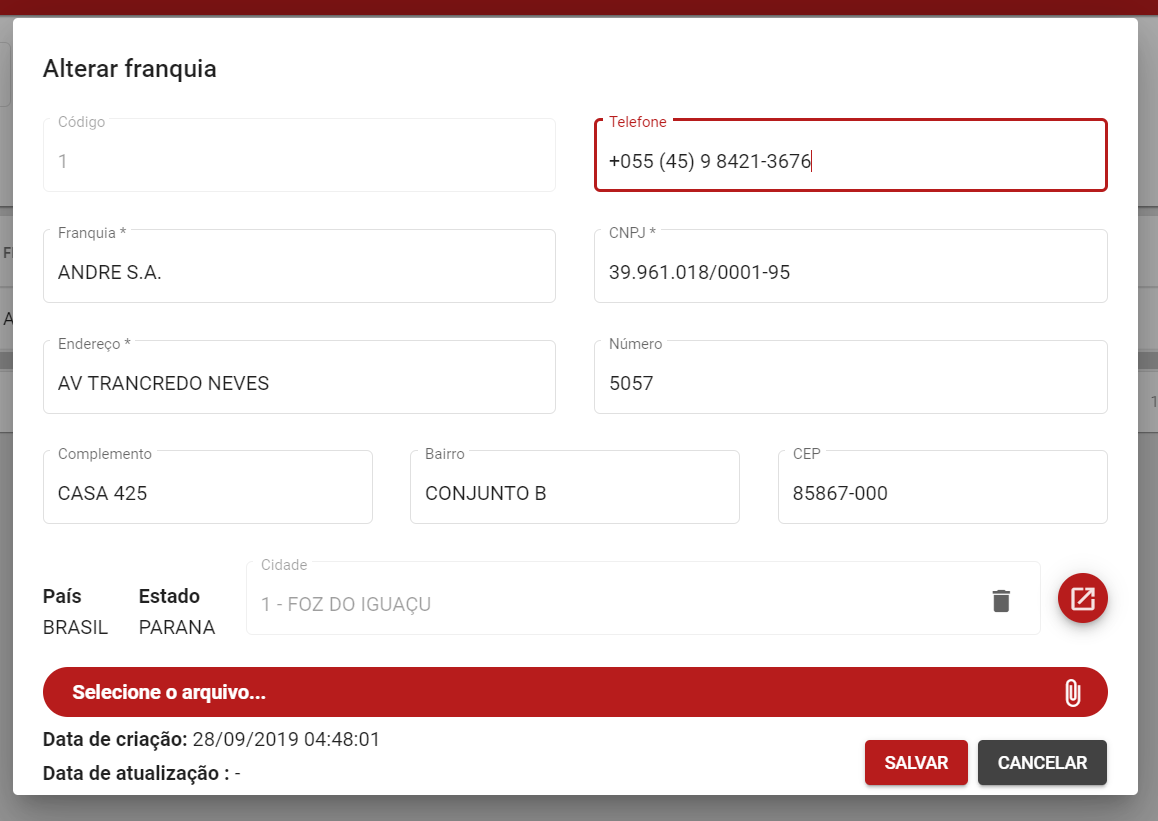 Alterar franquia
Código
1
Telefone
+055 (45) 9 8421-3676
Franquia *
ANDRE S.A.
CNPJ *
39.961.018/0001-95
Endereço *
AV TRANCREDO NEVES
Número
5057
Complemento
CASA 425
Bairro
CONJUNTO B
CEP
85867-000
País
BRASIL
Estado
PARANA
Cidade
1 - FOZ DO IGUAÇU
Selecione o arquivo...
Data de criação: 28/09/2019 04:48:01
Data de atualização : -
SALVAR
CANCELAR